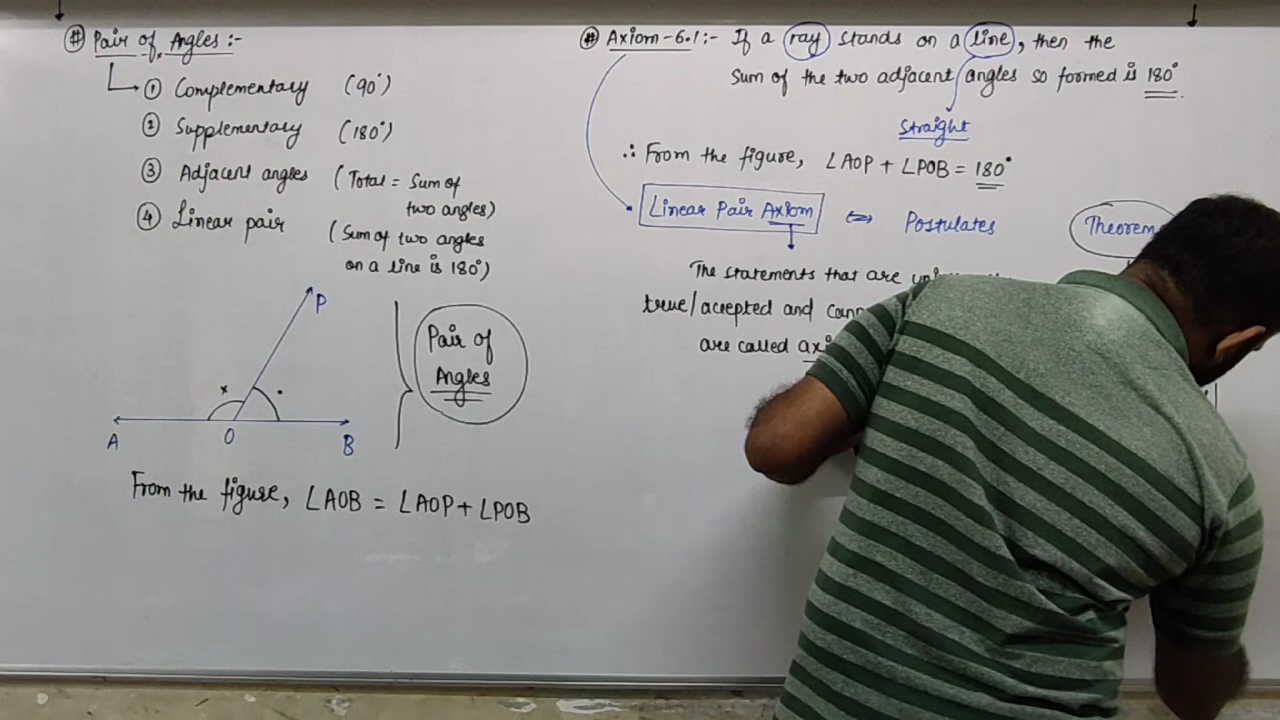 # Pair of Angles:-
① Complementary (90°)
② Supplementary (180°)
③ Adjacent angles (Total = Sum of
two angles)
④ Linear pair (Sum of two angles
on a line is 180°)
P
x
A
O
B
Pair of
Angles
From the figure, ∠AOB = ∠AOP + ∠POB
# Axiom-6.1:- If a ray stands on a line, then the
Sum of the two adjacent angles so formed is 180°.
Straight
∴ From the figure, ∠AOP + ∠POB = 180°
Linear Pair Axiom ⇔ Postulates
Theorem
The statements that are
true/accepted and
are called